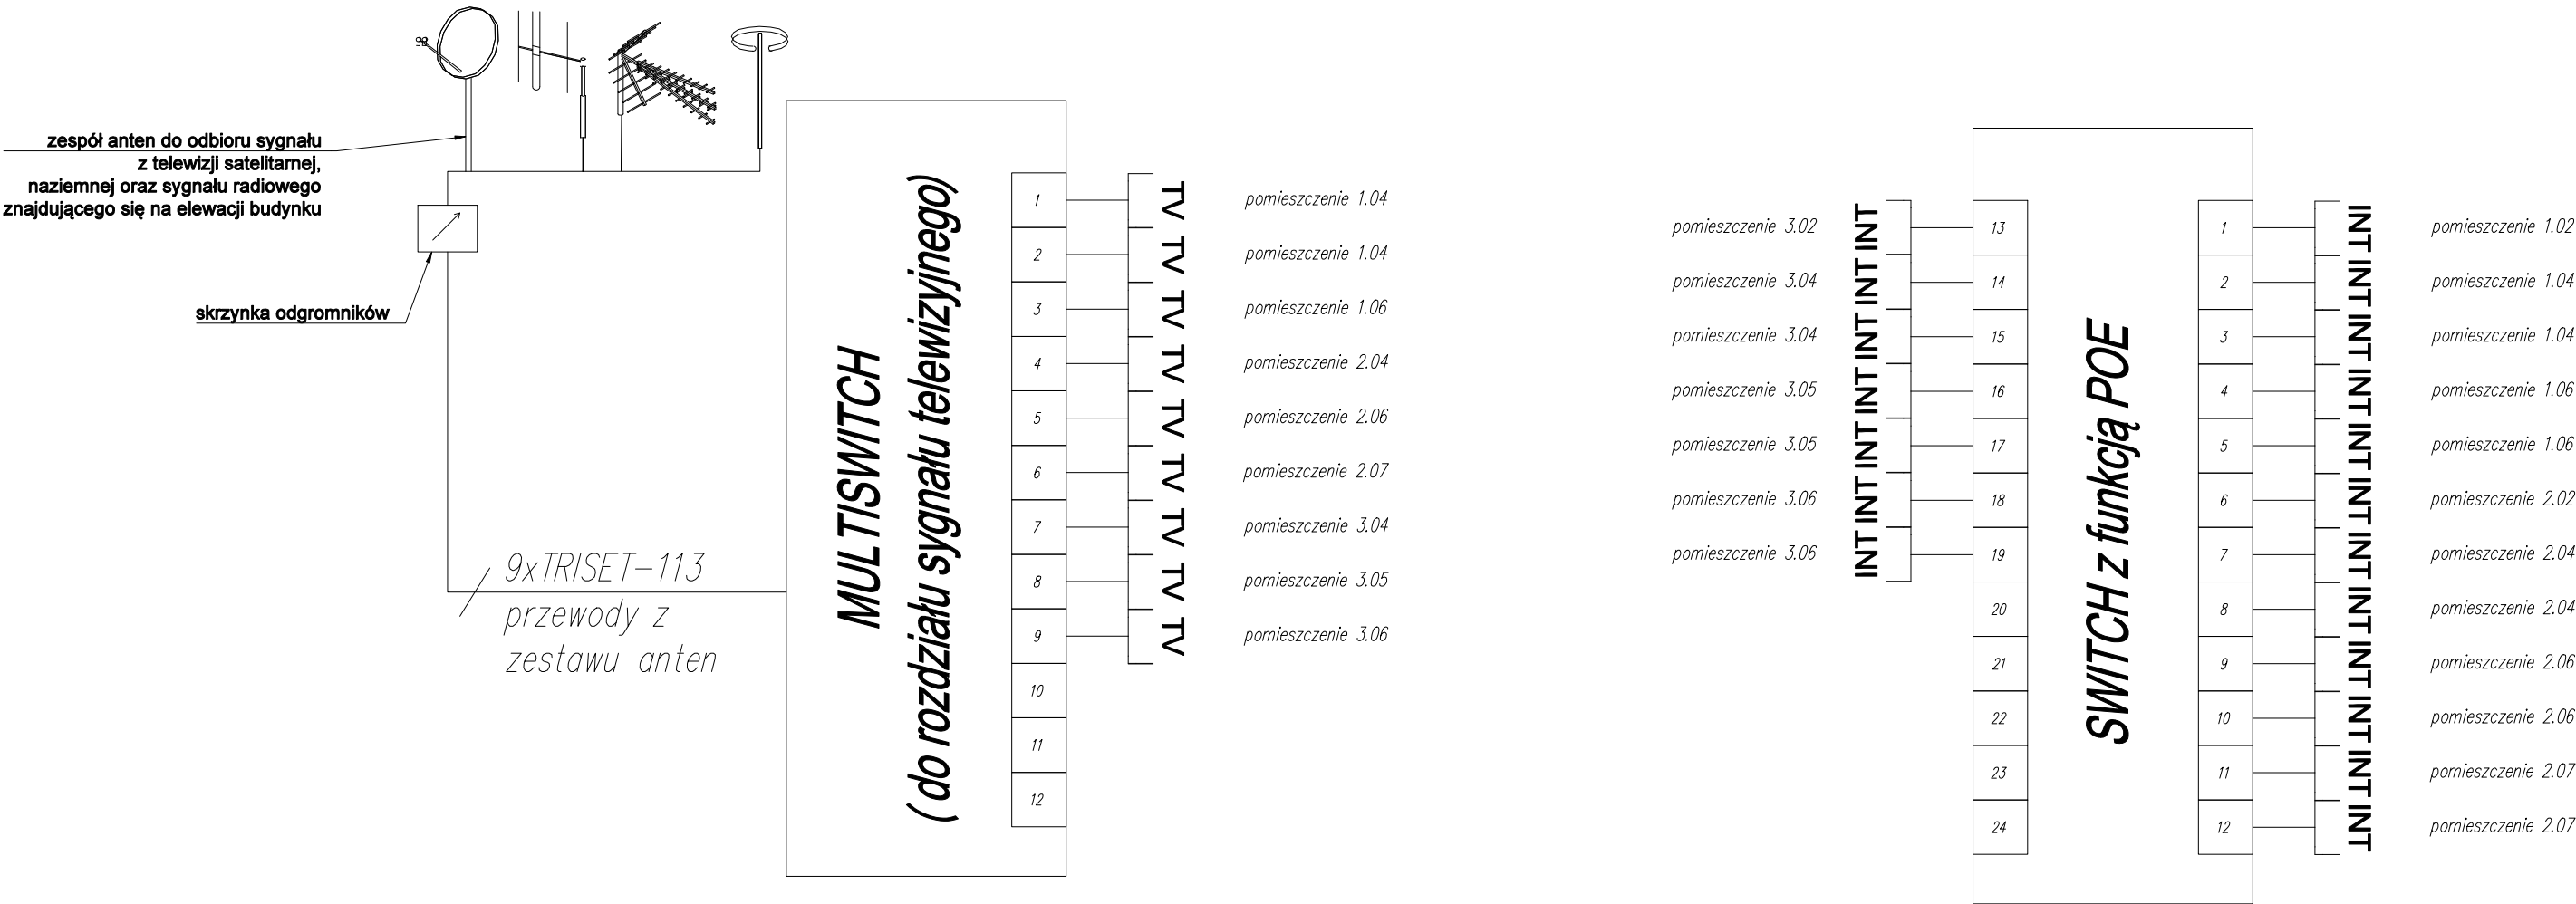 zespół anten do odbioru sygnału
z telewizji satelitarnej,
naziemnej oraz sygnału radiowego
znajdującego się na elewacji budynku
skrzynka odgromników
9xTRISET-113
przewody z
zestawu anten
MULTISWITCH
( do rozdziału sygnału telewizyjnego)
1 TV pomieszczenie 1.04
2 TV pomieszczenie 1.04
3 TV pomieszczenie 1.06
4 TV pomieszczenie 2.04
5 TV pomieszczenie 2.06
6 TV pomieszczenie 2.07
7 TV pomieszczenie 3.04
8 TV pomieszczenie 3.05
9 TV pomieszczenie 3.06
10
11
12
pomieszczenie 3.02 INT 13
pomieszczenie 3.04 INT 14
pomieszczenie 3.04 INT 15
pomieszczenie 3.05 INT 16
pomieszczenie 3.05 INT 17
pomieszczenie 3.06 INT 18
pomieszczenie 3.06 INT 19
20
21
22
23
24
SWITCH z funkcją POE
1 INT pomieszczenie 1.02
2 INT pomieszczenie 1.04
3 INT pomieszczenie 1.04
4 INT pomieszczenie 1.06
5 INT pomieszczenie 1.06
6 INT pomieszczenie 2.02
7 INT pomieszczenie 2.04
8 INT pomieszczenie 2.04
9 INT pomieszczenie 2.06
10 INT pomieszczenie 2.06
11 INT pomieszczenie 2.07
12 INT pomieszczenie 2.07